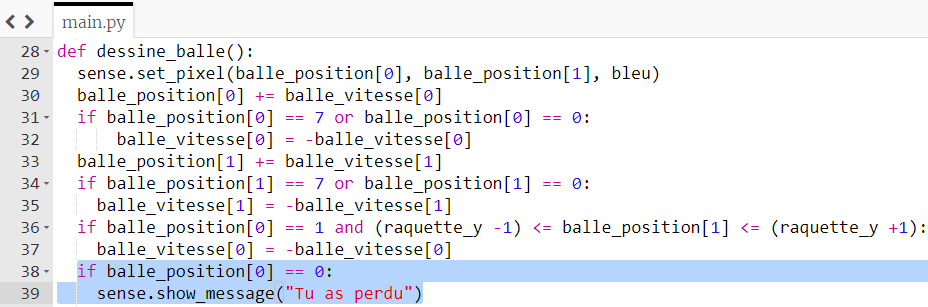 main.py
28 def dessine_balle():
29 sense.set_pixel(balle_position[0], balle_position[1], bleu)
30 balle_position[0] += balle_vitesse[0]
31 if balle_position[0] == 7 or balle_position[0] == 0:
32 balle_vitesse[0] = -balle_vitesse[0]
33 balle_position[1] += balle_vitesse[1]
34 if balle_position[1] == 7 or balle_position[1] == 0:
35 balle_vitesse[1] = -balle_vitesse[1]
36 if balle_position[0] == 1 and (raquette_y -1) <= balle_position[1] <= (raquette_y +1):
37 balle_vitesse[0] = -balle_vitesse[0]
38 if balle_position[0] == 0:
39 sense.show_message("Tu as perdu")